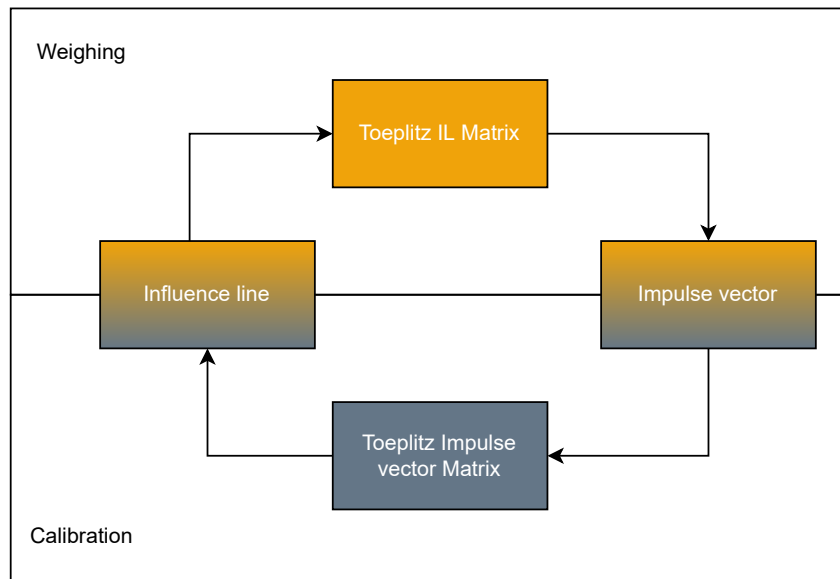 Weighing
Toeplitz IL Matrix
Influence line
Impulse vector
Toeplitz Impulse
vector Matrix
Calibration